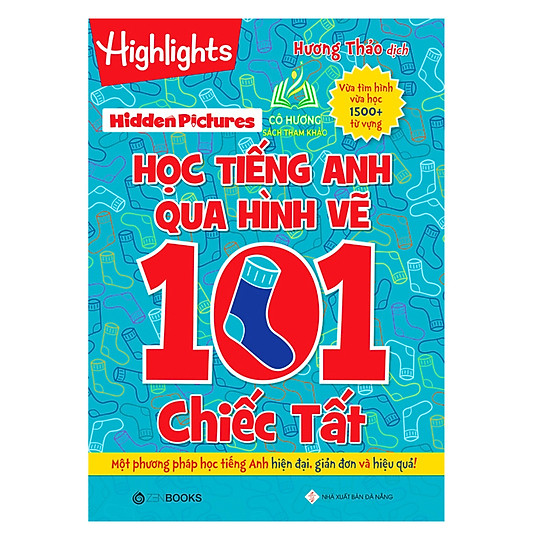 Highlights
Hương Thảo dịch
CÔ HƯƠNG
SÁCH THAM KHẢO
Vừa tìm hình
vừa học
1500+
từ vựng
Hidden Pictures
HỌC TIẾNG ANH
QUA HÌNH VẼ
101
Chiếc Tất
Một phương pháp học tiếng Anh hiện đại, giản đơn và hiệu quả!
ZENBOOKS
NHÀ XUẤT BẢN ĐÀ NẴNG